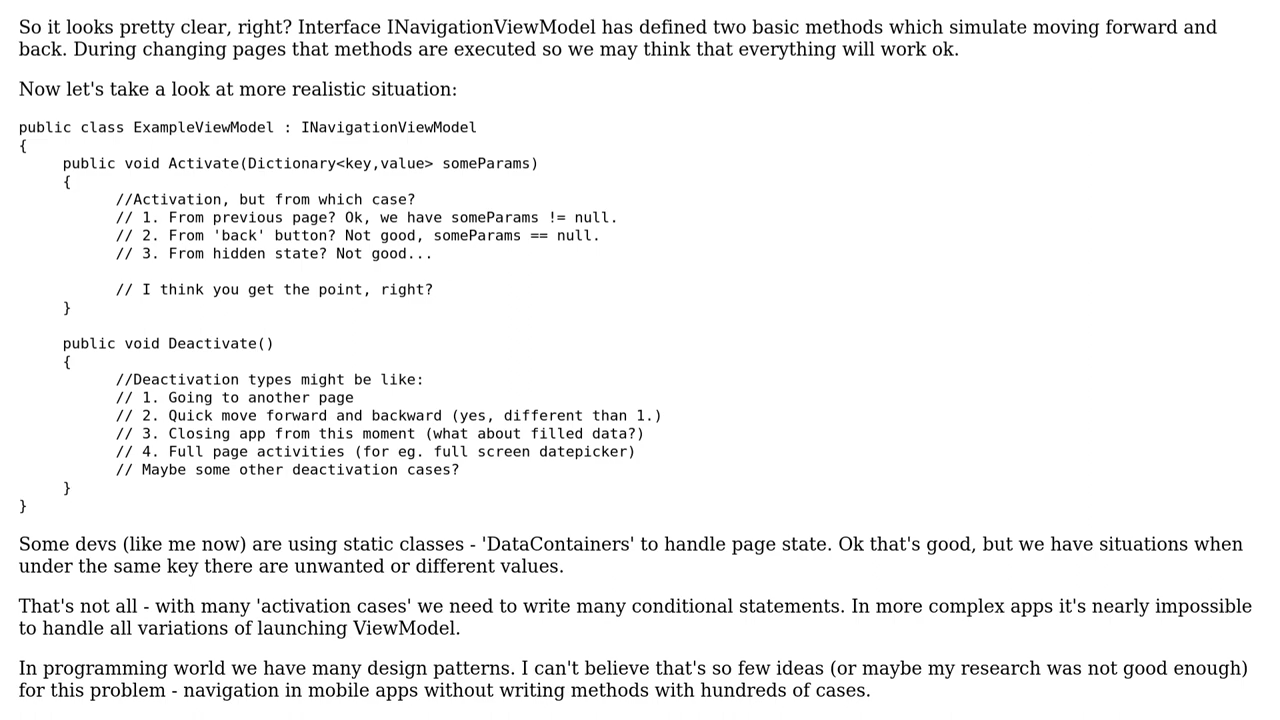 So it looks pretty clear, right? Interface INavigationViewModel has defined two basic methods which simulate moving forward and
back. During changing pages that methods are executed so we may think that everything will work ok.
Now let's take a look at more realistic situation:
public class ExampleViewModel : INavigationViewModel
{
     public void Activate(Dictionary<key,value> someParams)
     {
           //Activation, but from which case?
           // 1. From previous page? Ok, we have someParams != null.
           // 2. From 'back' button? Not good, someParams == null.
           // 3. From hidden state? Not good...
           // I think you get the point, right?
     }
     public void Deactivate()
     {
           //Deactivation types might be like:
           // 1. Going to another page
           // 2. Quick move forward and backward (yes, different than 1.)
           // 3. Closing app from this moment (what about filled data?)
           // 4. Full page activities (for eg. full screen datepicker)
           // Maybe some other deactivation cases?
     }
}
Some devs (like me now) are using static classes - 'DataContainers' to handle page state. Ok that's good, but we have situations when
under the same key there are unwanted or different values.
That's not all - with many 'activation cases' we need to write many conditional statements. In more complex apps it's nearly impossible
to handle all variations of launching ViewModel.
In programming world we have many design patterns. I can't believe that's so few ideas (or maybe my research was not good enough)
for this problem - navigation in mobile apps without writing methods with hundreds of cases.